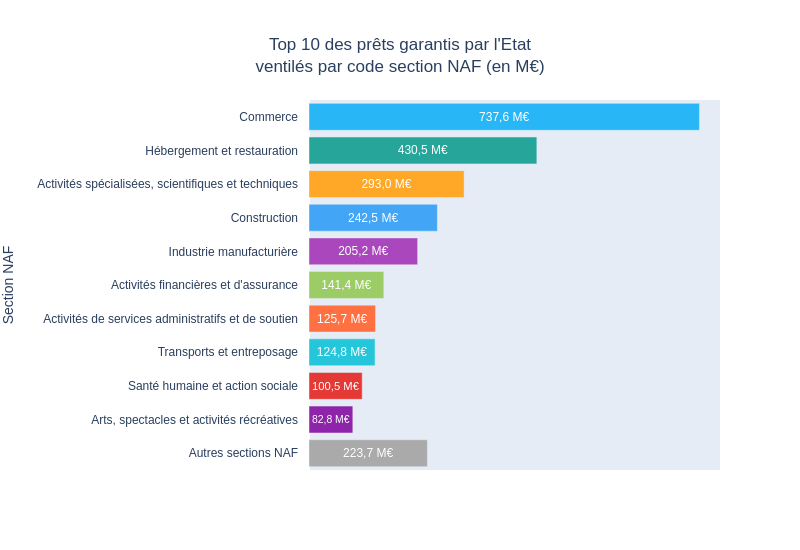 Top 10 des prêts garantis par l'Etat
ventilés par code section NAF (en M€)
Section NAF
Commerce 737,6 M€
Hébergement et restauration 430,5 M€
Activités spécialisées, scientifiques et techniques 293,0 M€
Construction 242,5 M€
Industrie manufacturière 205,2 M€
Activités financières et d'assurance 141,4 M€
Activités de services administratifs et de soutien 125,7 M€
Transports et entreposage 124,8 M€
Santé humaine et action sociale 100,5 M€
Arts, spectacles et activités récréatives 82,8 M€
Autres sections NAF 223,7 M€